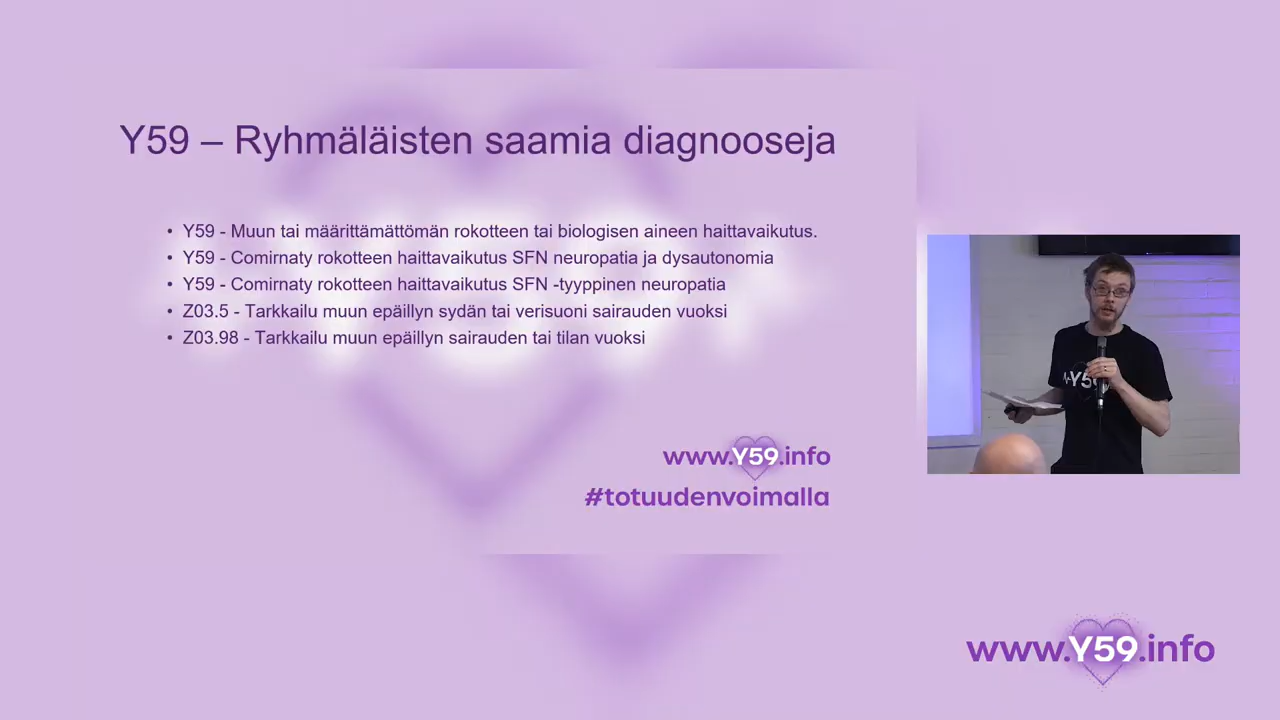 Y59 – Ryhmäläisten saamia diagnooseja
• Y59 - Muun tai määrittämättömän rokotteen tai biologisen aineen haittavaikutus.
• Y59 - Comirnaty rokotteen haittavaikutus SFN neuropatia ja dysautonomia
• Y59 - Comirnaty rokotteen haittavaikutus SFN -tyyppinen neuropatia
• Z03.5 - Tarkkailu muun epäillyn sydän tai verisuoni sairauden vuoksi
• Z03.98 - Tarkkailu muun epäillyn sairauden tai tilan vuoksi
www.Y59.info
#totuudenvoimalla
Y59
www.Y59.info